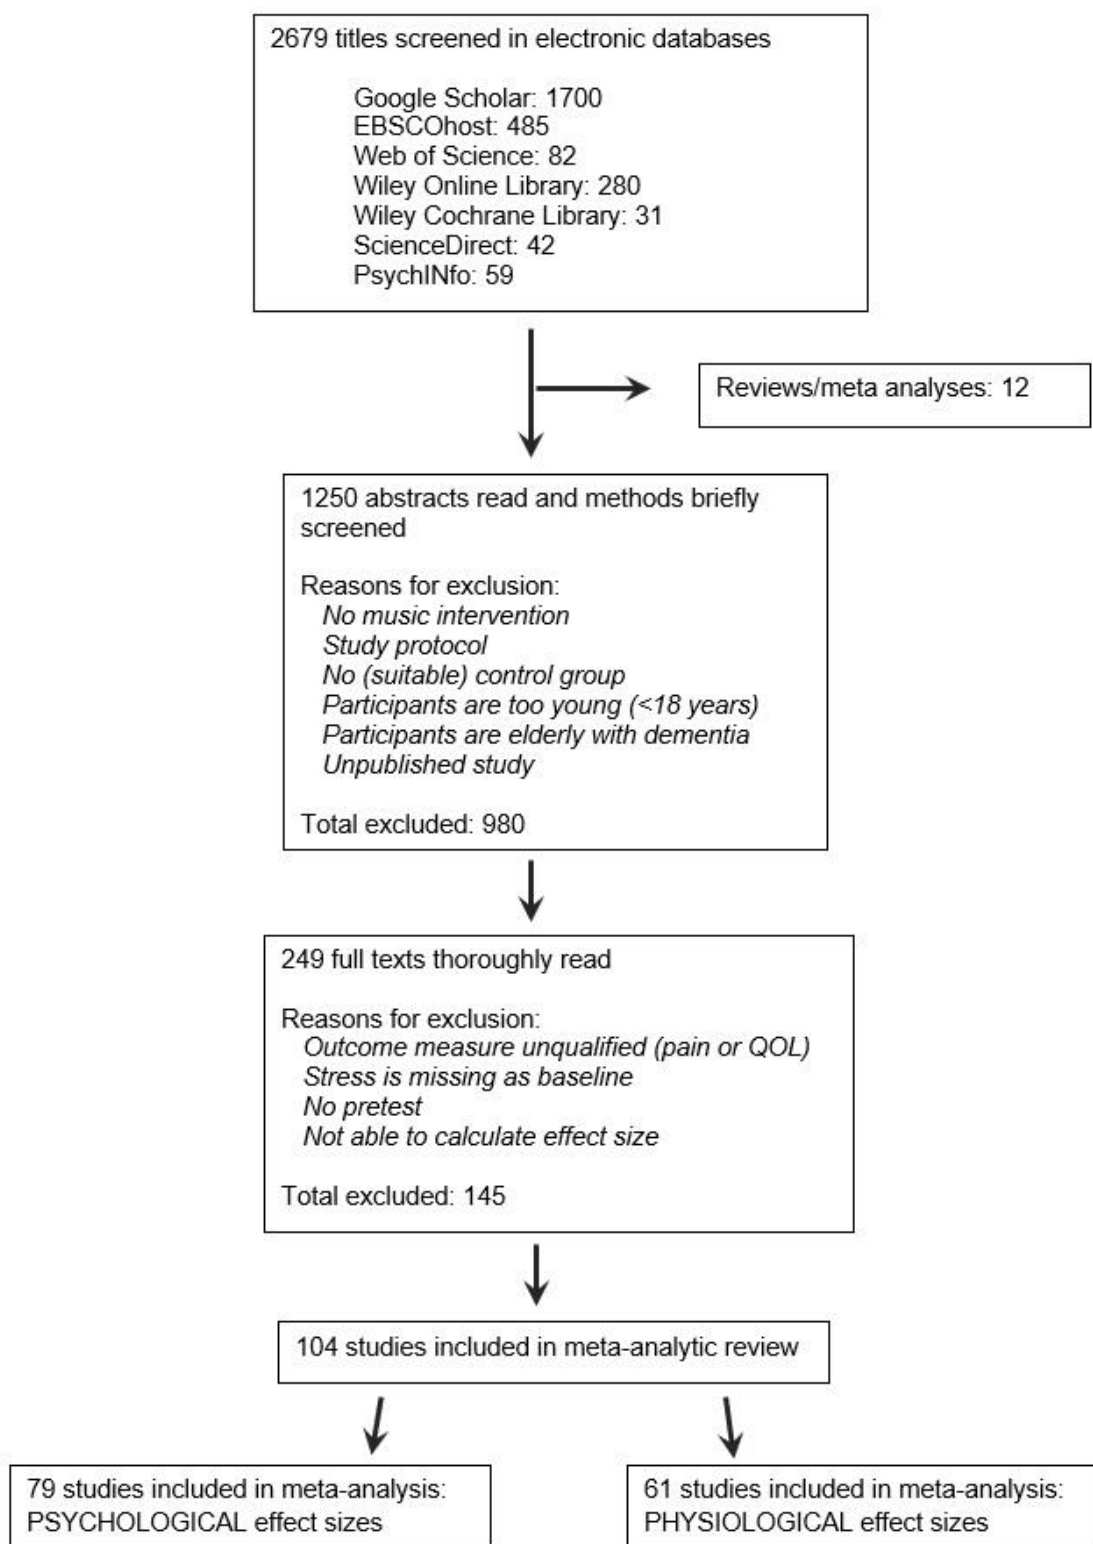 2679 titles screened in electronic databases
Google Scholar: 1700
EBSCOhost: 485
Web of Science: 82
Wiley Online Library: 280
Wiley Cochrane Library: 31
ScienceDirect: 42
PsychINfo: 59
Reviews/meta analyses: 12
1250 abstracts read and methods briefly
screened
Reasons for exclusion:
No music intervention
Study protocol
No (suitable) control group
Participants are too young (<18 years)
Participants are elderly with dementia
Unpublished study
Total excluded: 980
249 full texts thoroughly read
Reasons for exclusion:
Outcome measure unqualified (pain or QOL)
Stress is missing as baseline
No pretest
Not able to calculate effect size
Total excluded: 145
104 studies included in meta-analytic review
79 studies included in meta-analysis:
PSYCHOLOGICAL effect sizes
61 studies included in meta-analysis:
PHYSIOLOGICAL effect sizes